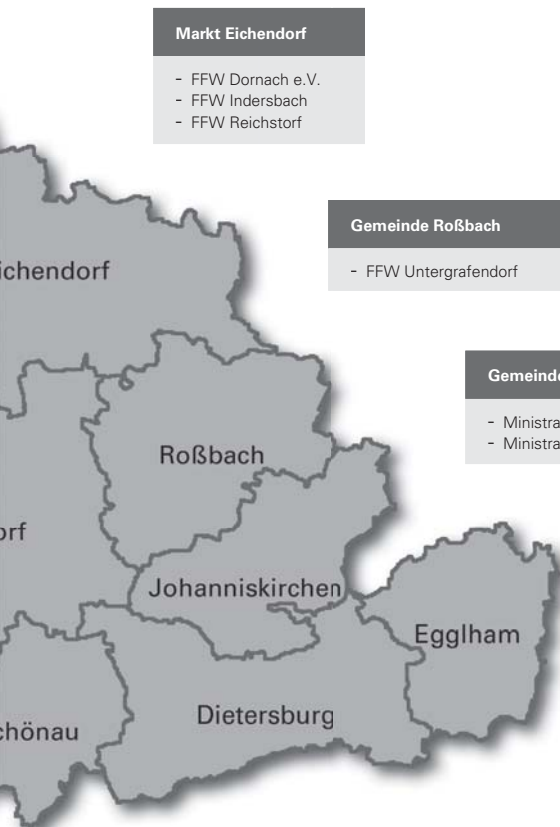 Markt Eichendorf
- FFW Dornach e.V.
- FFW Indersbach
- FFW Reichstorf
Gemeinde Roßbach
- FFW Untergrafendorf
Gemeinde
- Ministra
- Ministra
ichendorf
Roßbach
orf
Johanniskirchen
Egglham
Dietersburg
chönau